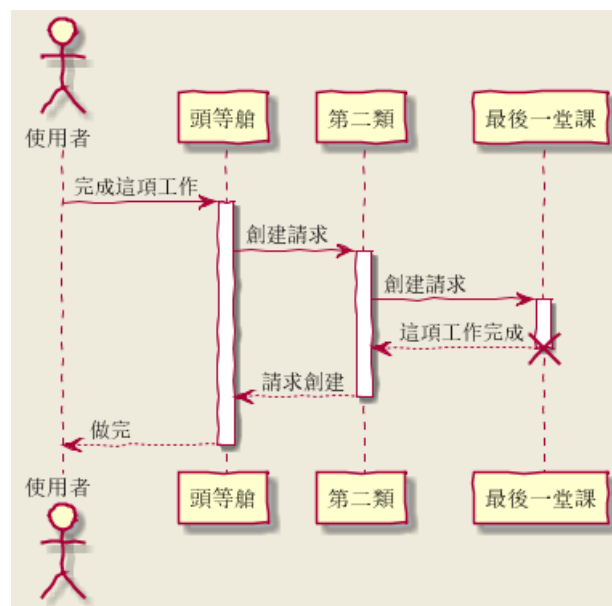 使用者
頭等艙
第二類
最後一堂課
完成這項工作
創建請求
創建請求
這項工作完成
請求創建
做完
使用者
頭等艙
第二類
最後一堂課